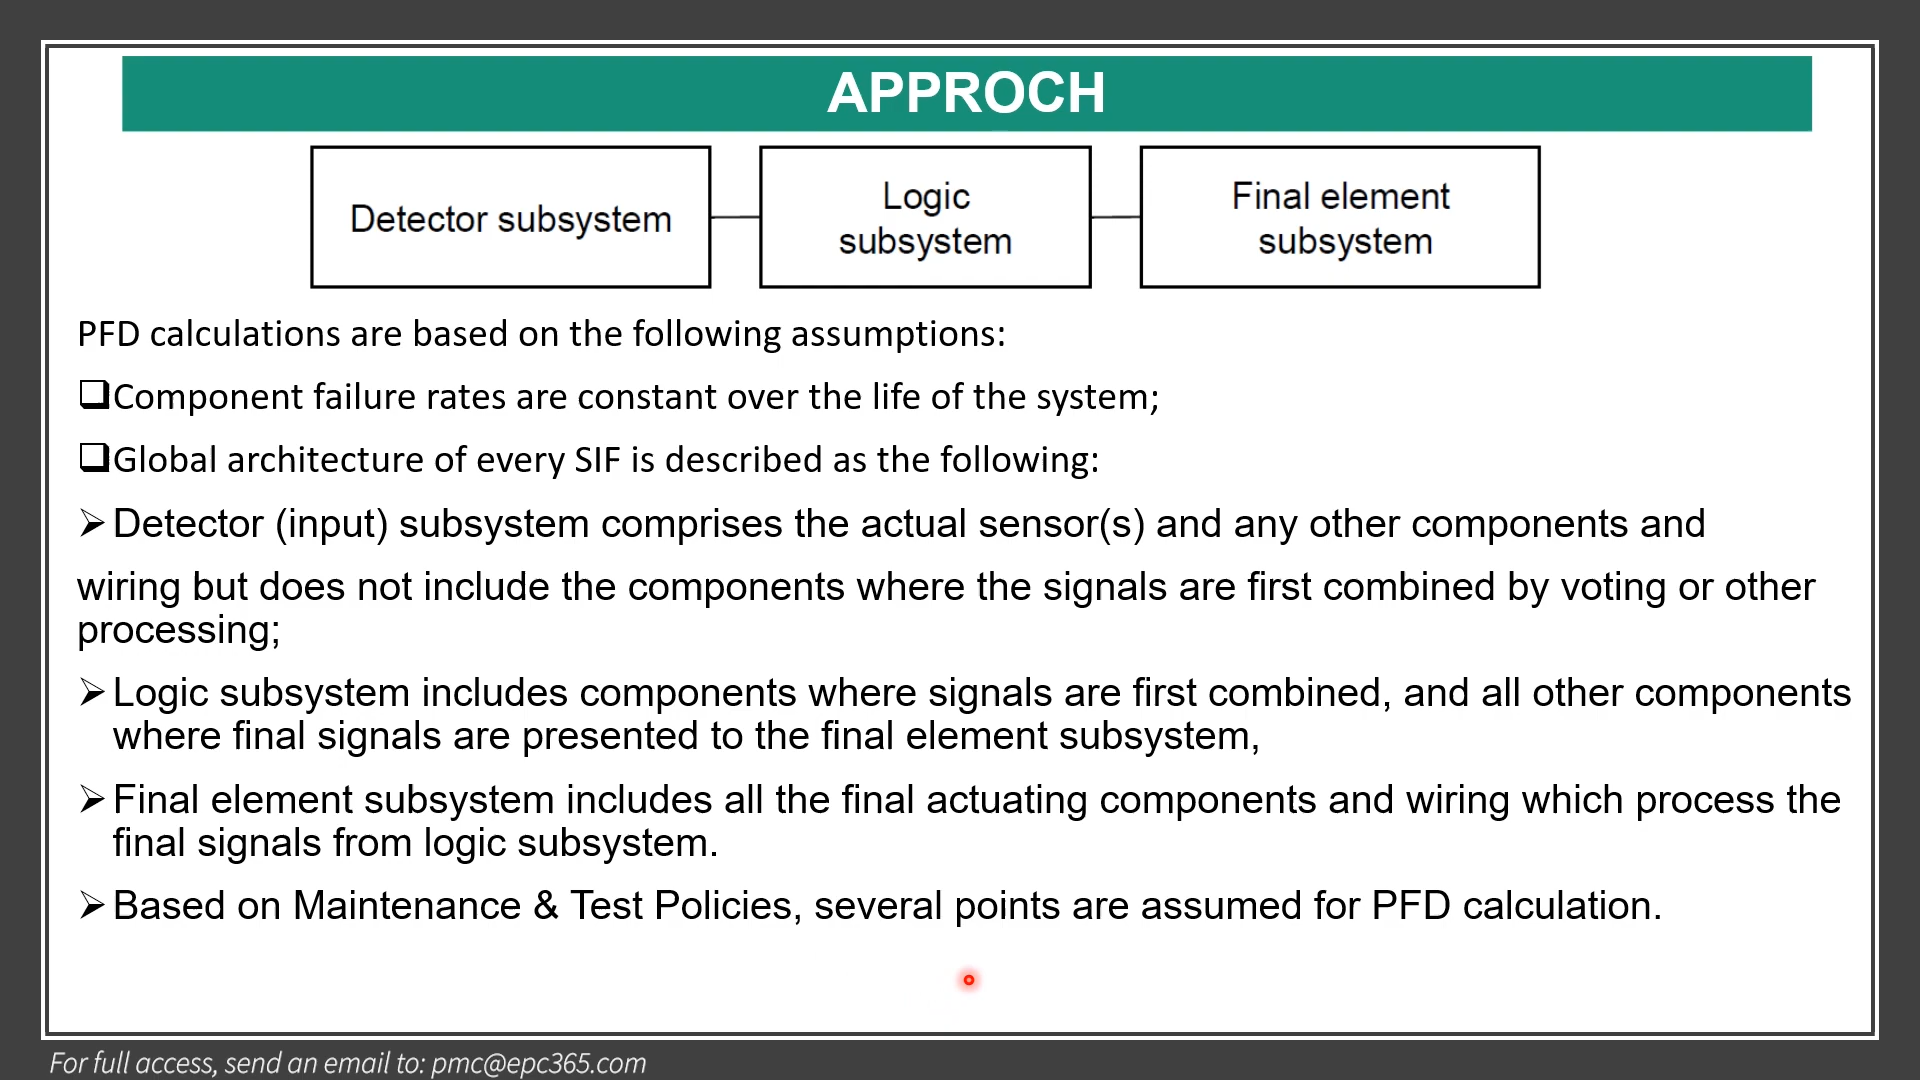 APPROCH
Detector subsystem
Logic
subsystem
Final element
subsystem
PFD calculations are based on the following assumptions:
❑Component failure rates are constant over the life of the system;
❑Global architecture of every SIF is described as the following:
➢Detector (input) subsystem comprises the actual sensor(s) and any other components and
wiring but does not include the components where the signals are first combined by voting or other
processing;
➢Logic subsystem includes components where signals are first combined, and all other components
where final signals are presented to the final element subsystem,
➢Final element subsystem includes all the final actuating components and wiring which process the
final signals from logic subsystem.
➢Based on Maintenance & Test Policies, several points are assumed for PFD calculation.
For full access, send an email to: pmc@epc365.com